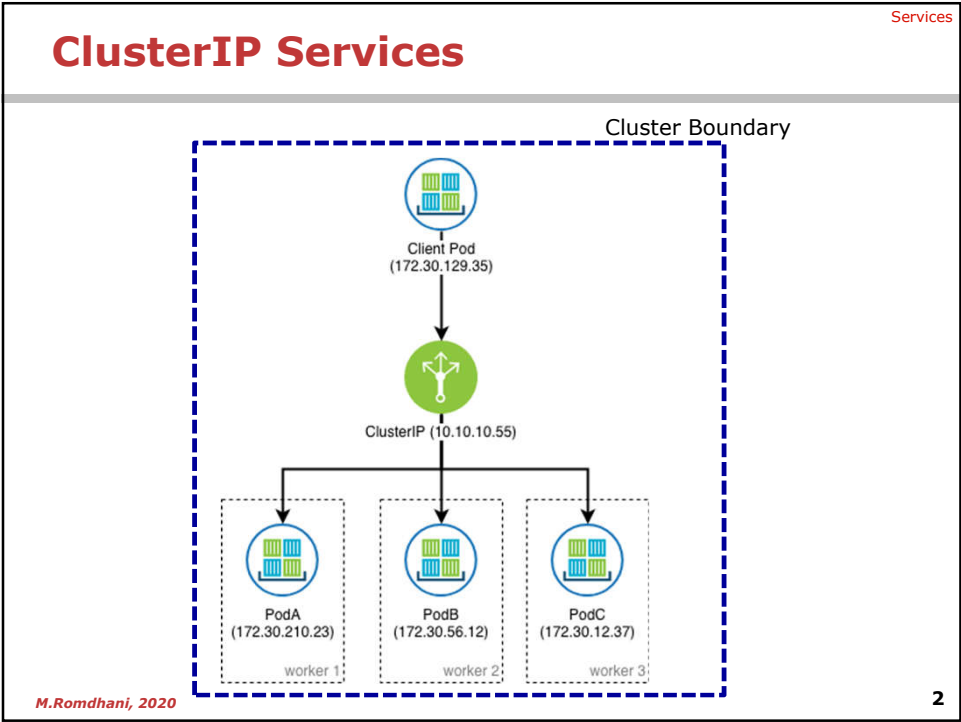 Services
ClusterIP Services
Cluster Boundary
Client Pod
(172.30.129.35)
ClusterIP (10.10.10.55)
PodA
(172.30.210.23)
worker 1
PodB
(172.30.56.12)
worker 2
PodC
(172.30.12.37)
worker 3
M.Romdhani, 2020
2